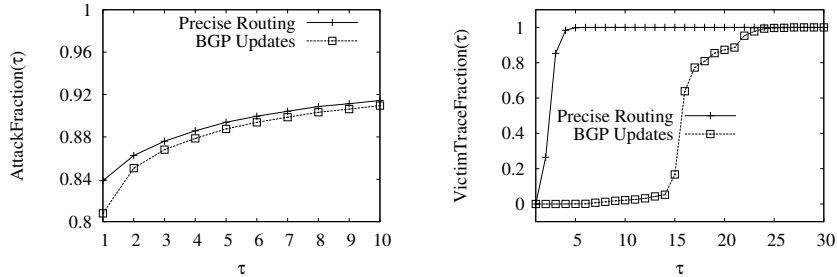 AttackFraction(τ)
1
0.96
0.92
0.88
0.84
0.8
Precise Routing
BGP Updates
1 2 3 4 5 6 7 8 9 10
τ
VictimTraceFraction(τ)
1
0.8
0.6
0.4
0.2
0
Precise Routing
BGP Updates
5 10 15 20 25 30
τ